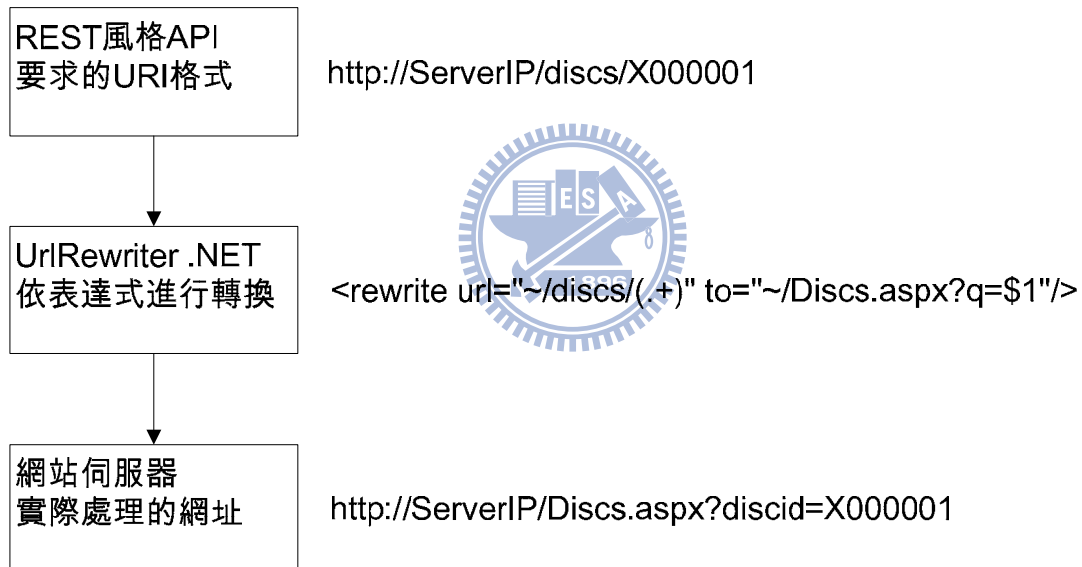 REST風格API
要求的URI格式
http://ServerIP/discs/X000001
ES
A
UrlRewriter .NET
依表達式進行轉換
<rewrite url="~/discs/(.+)" to="~/Discs.aspx?q=$1"/>
1896
網站伺服器
實際處理的網址
http://ServerIP/Discs.aspx?discid=X000001